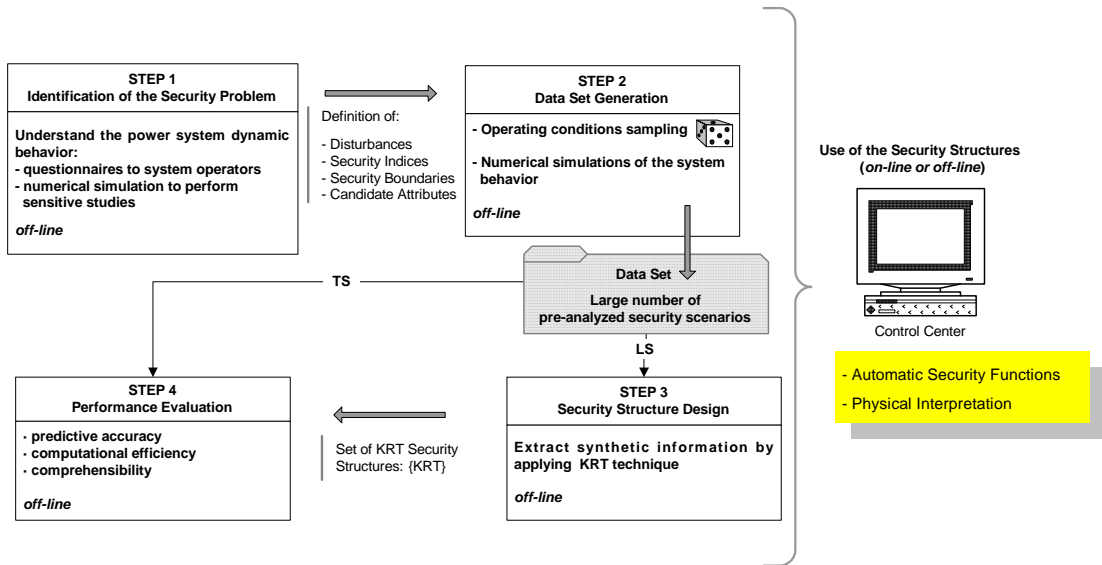 STEP 1
Identification of the Security Problem
Understand the power system dynamic
behavior:
- questionnaires to system operators
- numerical simulation to perform
sensitive studies
off-line
Definition of:
- Disturbances
- Security Indices
- Security Boundaries
- Candidate Attributes
STEP 2
Data Set Generation
- Operating conditions sampling
- Numerical simulations of the system
behavior
off-line
Data Set
Large number of
pre-analyzed security scenarios
TS
LS
STEP 4
Performance Evaluation
· predictive accuracy
· computational efficiency
· comprehensibility
off-line
Set of KRT Security
Structures: {KRT}
STEP 3
Security Structure Design
Extract synthetic information by
applying KRT technique
off-line
Use of the Security Structures
(on-line or off-line)
Control Center
- Automatic Security Functions
- Physical Interpretation